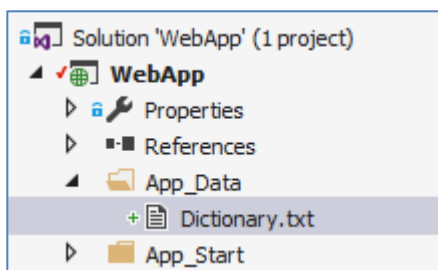 Solution 'WebApp' (1 project)
WebApp
Properties
References
App_Data
Dictionary.txt
App_Start